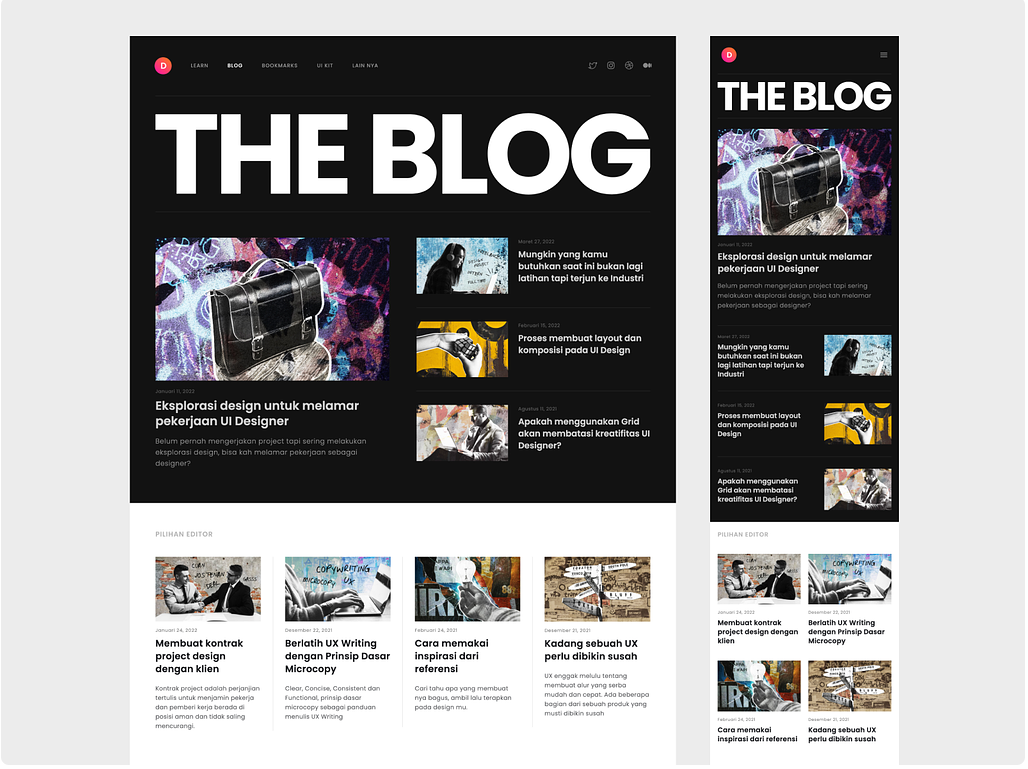 D
LEARN
BLOG
BOOKMARKS
UI KIT
LAIN NYA
THE BLOG
Januari 11, 2022
Eksplorasi design untuk melamar
pekerjaan UI Designer
Belum pernah mengerjakan project tapi sering melakukan
eksplorasi design, bisa kah melamar pekerjaan sebagai
designer?
Maret 27, 2022
Mungkin yang kamu
butuhkan saat ini bukan lagi
latihan tapi terjun ke Industri
Februari 15, 2022
Proses membuat layout dan
komposisi pada UI Design
Agustus 11, 2021
Apakah menggunakan Grid
akan membatasi kreatifitas UI
Designer?
PILIHAN EDITOR
Januari 24, 2022
Membuat kontrak
project design
dengan klien
Kontrak project adalah perjanjian
tertulis untuk menjamin pekerja
dan pemberi kerja berada di
posisi aman dan tidak saling
mencurangi.
COPYWRITING
MICROCOPY UX
Desember 22, 2021
Berlatih UX Writing
dengan Prinsip Dasar
Microcopy
Clear, Concise, Consistent dan
Functional, prinsip dasar
microcopy sebagai panduan
menulis UX Writing
Februari 24, 2021
Cara memakai
inspirasi dari
referensi
Cari tahu apa yang membuat
nya bagus, ambil lalu terapkan
pada design mu.
Desember 21, 2021
Kadang sebuah UX
perlu dibikin susah
UX enggak melulu tentang
membuat alur yang serba
mudah dan cepat. Ada beberapa
bagian dari sebuah produk yang
musti dibikin susah
D
THE BLOG
Eksplorasi design untuk melamar
pekerjaan UI Designer
Belum pernah mengerjakan project tapi sering
melakukan eksplorasi design, bisa kah melamar
pekerjaan sebagai designer?
Maret 27, 2022
Mungkin yang kamu
butuhkan saat ini bukan
lagi latihan tapi terjun ke
Industri
Februari 15, 2022
Proses membuat layout
dan komposisi pada UI
Design
Agustus 11, 2021
Apakah menggunakan
Grid akan membatasi
kreatifitas UI Designer?
PILIHAN EDITOR
Januari 24, 2022
Membuat kontrak
project design dengan
klien
COPYWRITING
MICROCOPY UX
Desember 22, 2021
Berlatih UX Writing
dengan Prinsip Dasar
Microcopy
Februari 24, 2021
Cara memakai
inspirasi dari referensi
Desember 21, 2021
Kadang sebuah UX
perlu dibikin susah